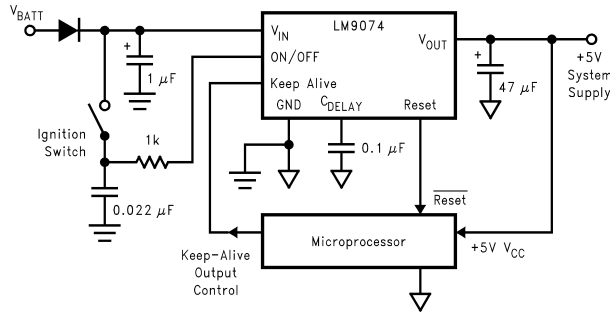 VBATT
LM9074
VIN
ON/OFF
Keep Alive
GND
CDELAY
Reset
VOUT
+
1 μF
+
47 μF
+5V
System
Supply
Ignition
Switch
1k
0.1 μF
0.022 μF
Reset
Microprocessor
+5V VCC
Keep-Alive
Output
Control